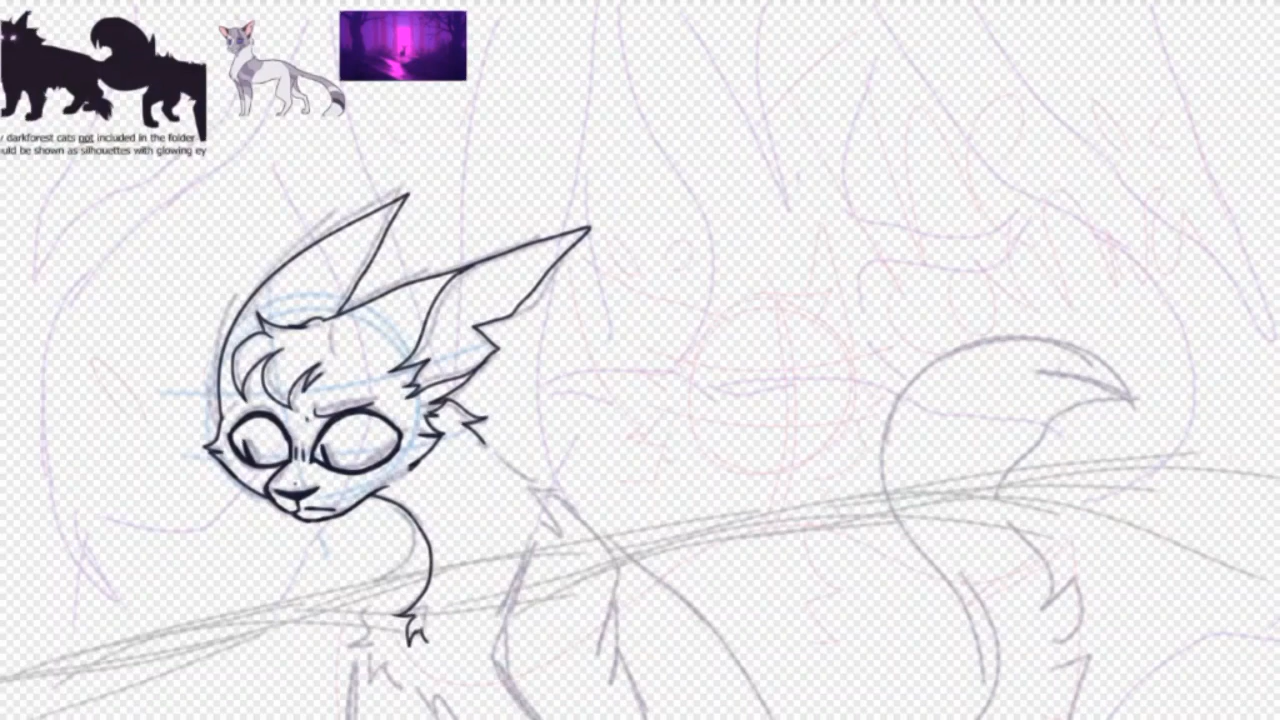 darkforest cats not included in the folder
uld be shown as silhouettes with glowing ey